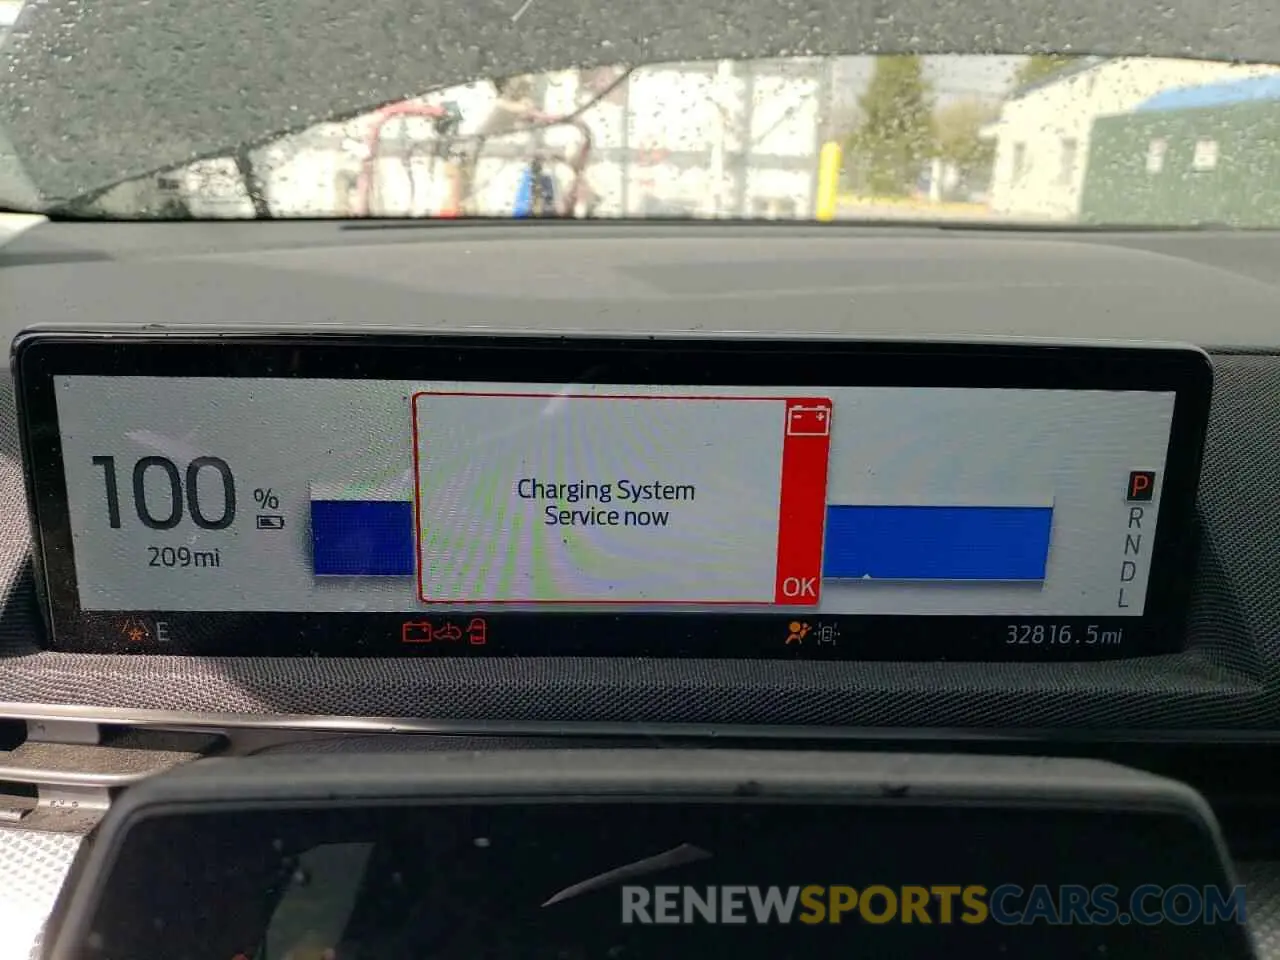 100 %
209mi
Charging System
Service now
OK
P
R
N
D
L
E
32816.5mi
RENEWSPORTSCARS.COM